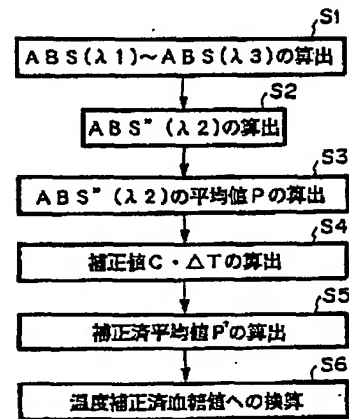 S1
ABS(λ1)~ABS(λ3)の算出
S2
ABS"(λ2)の算出
S3
ABS"(λ2)の平均値Pの算出
S4
補正値C・△Tの算出
S5
補正済平均値P'の算出
S6
温度補正済血糖値への換算